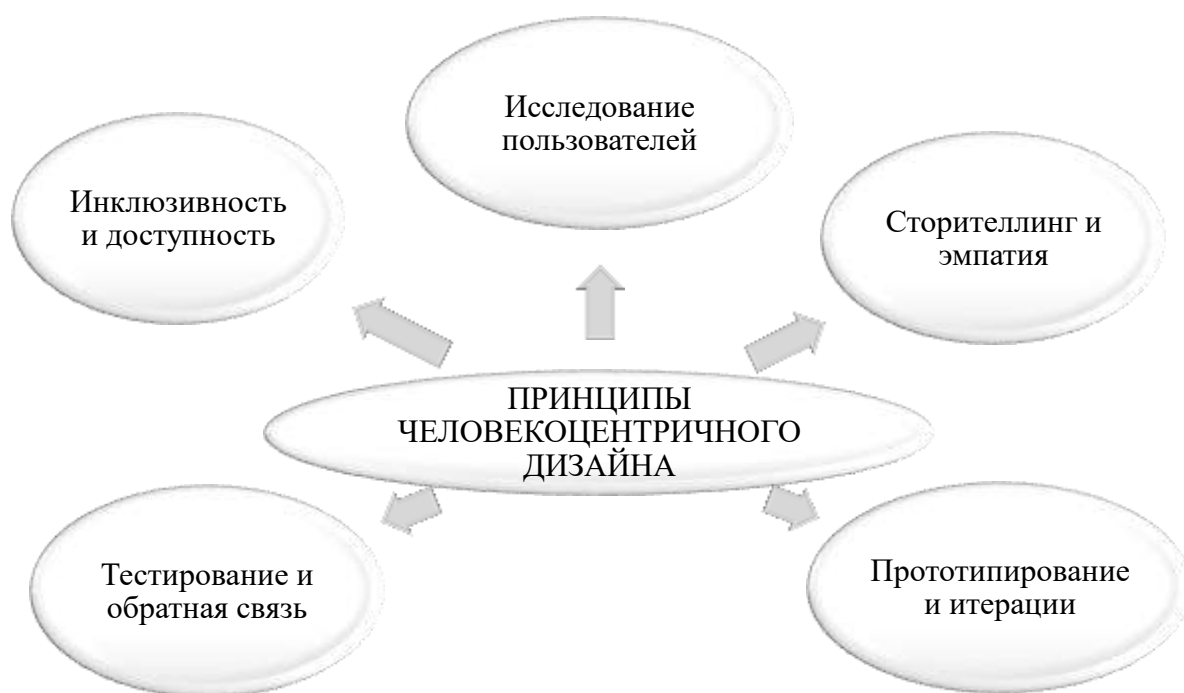 Исследование
пользователей
Инклюзивность
и доступность
Сторителлинг и
эмпатия
ПРИНЦИПЫ
ЧЕЛОВЕКОЦЕНТРИЧНОГО
ДИЗАЙНА
Тестирование и
обратная связь
Прототипирование
и итерации